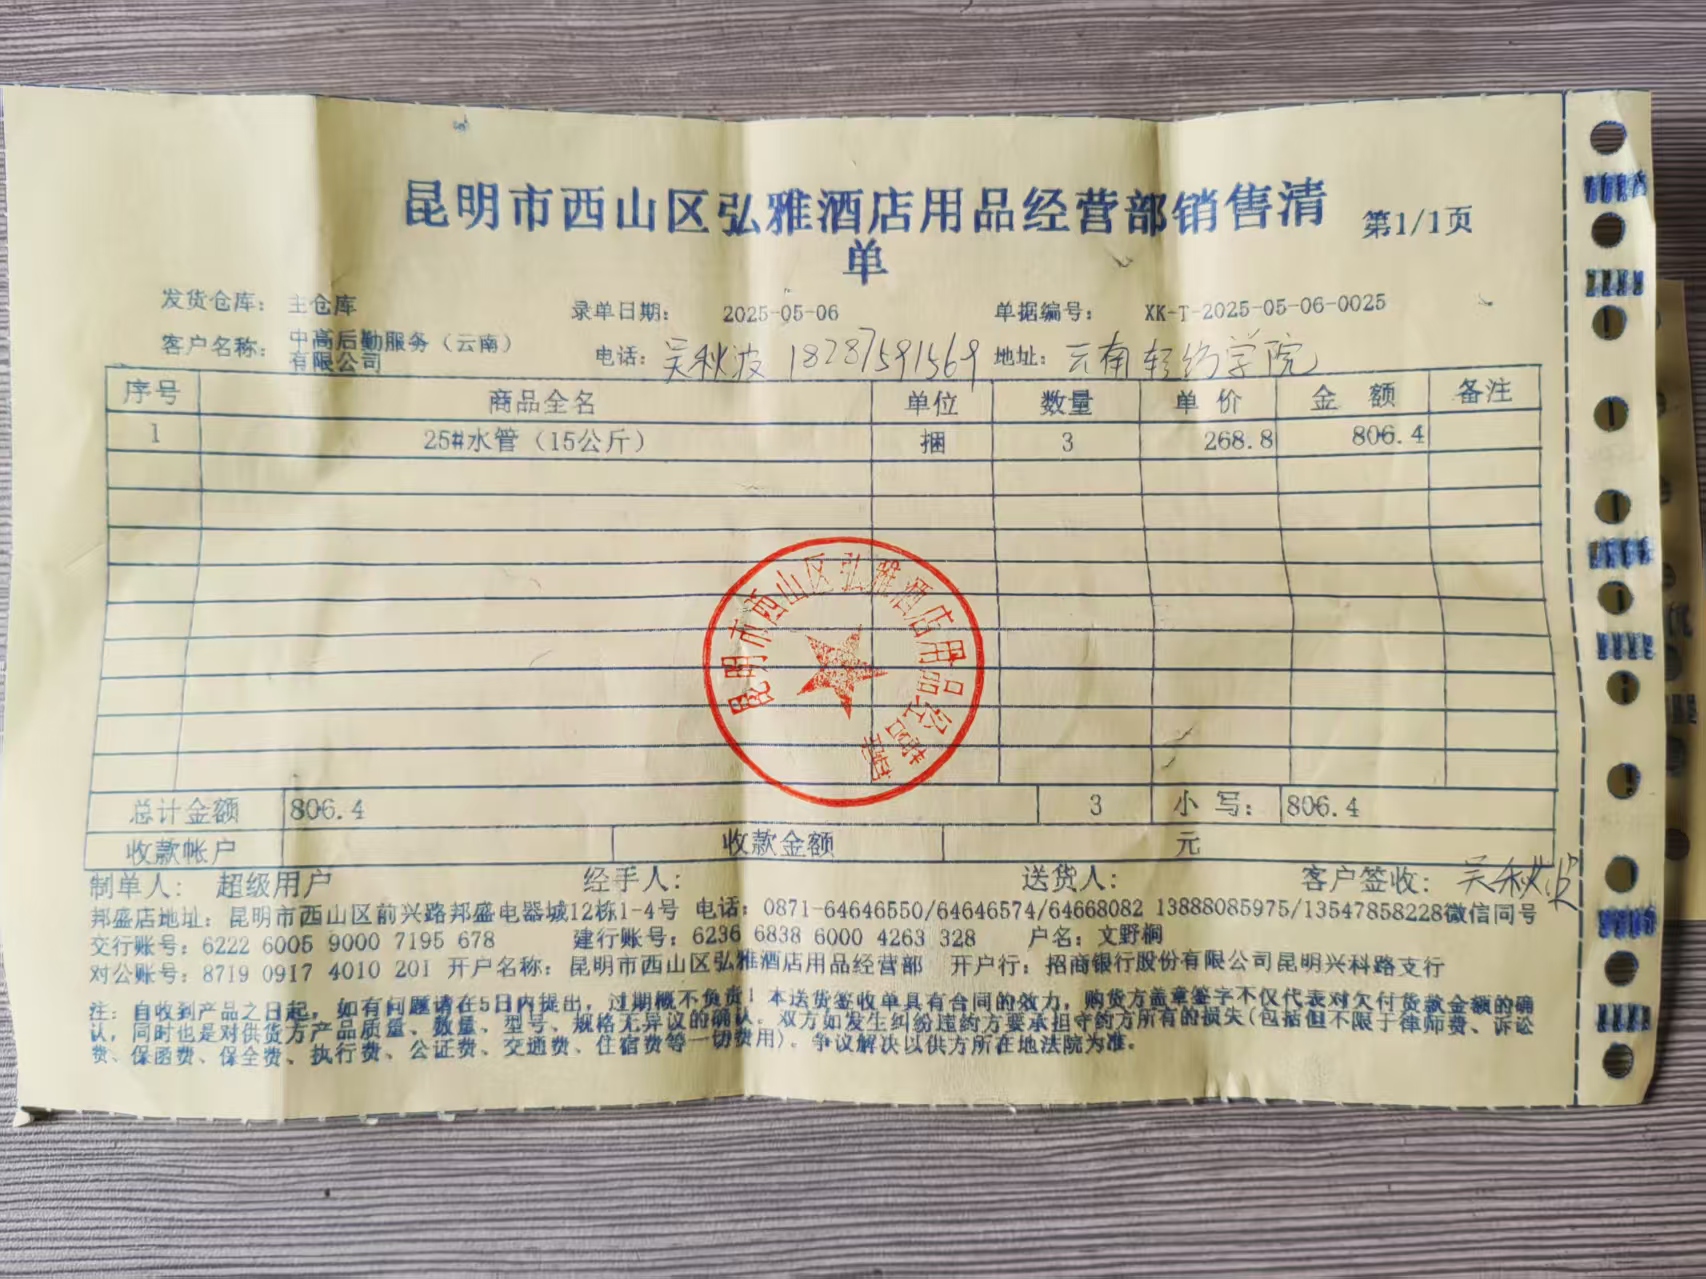 昆明市西山区弘雅酒店用品经营部销售清
单
第1/1页
发货仓库: 主仓库 录单日期: 2025-05-06 单据编号: XK-T-2025-05-06-0025
客户名称: 中高后勤服务（云南）
有限公司
电话: 吴秋波 18287591569 地址: 云南轻纺学院
序号 商品全名 单位 数量 单价 金额 备注
1 25#水管（15公斤） 捆 3 268.8 806.4
昆明市西山区弘雅酒店用品经营部
总计金额 806.4 3 小写: 806.4
收款帐户 收款金额 元
制单人: 超级用户 经手人: 送货人: 客户签收: 吴秋波
邦盛店地址: 昆明市西山区前兴路邦盛电器城12栋1-4号 电话: 0871-64646550/64646574/64668082 13888085975/13547858228微信同号
交行账号: 6222 6005 9000 7195 678 建行账号: 6236 6838 6000 4263 328 户名: 文野桐
对公账号: 8719 0917 4010 201 开户名称: 昆明市西山区弘雅酒店用品经营部 开户行: 招商银行股份有限公司昆明兴科路支行
注: 自收到产品之日起, 如有问题请在5日内提出, 过期概不负责! 本送货签收单具有合同的效力, 购货方盖章签字不仅代表对欠付货款金额的确
认, 同时也是对供货方产品质量、数量、型号、规格无异议的确认。双方如发生纠纷违约方要承担守约方所有的损失(包括但不限于律师费、诉讼
费、保函费、保全费、执行费、公证费、交通费、住宿费等一切费用)。争议解决以供方所在地法院为准。